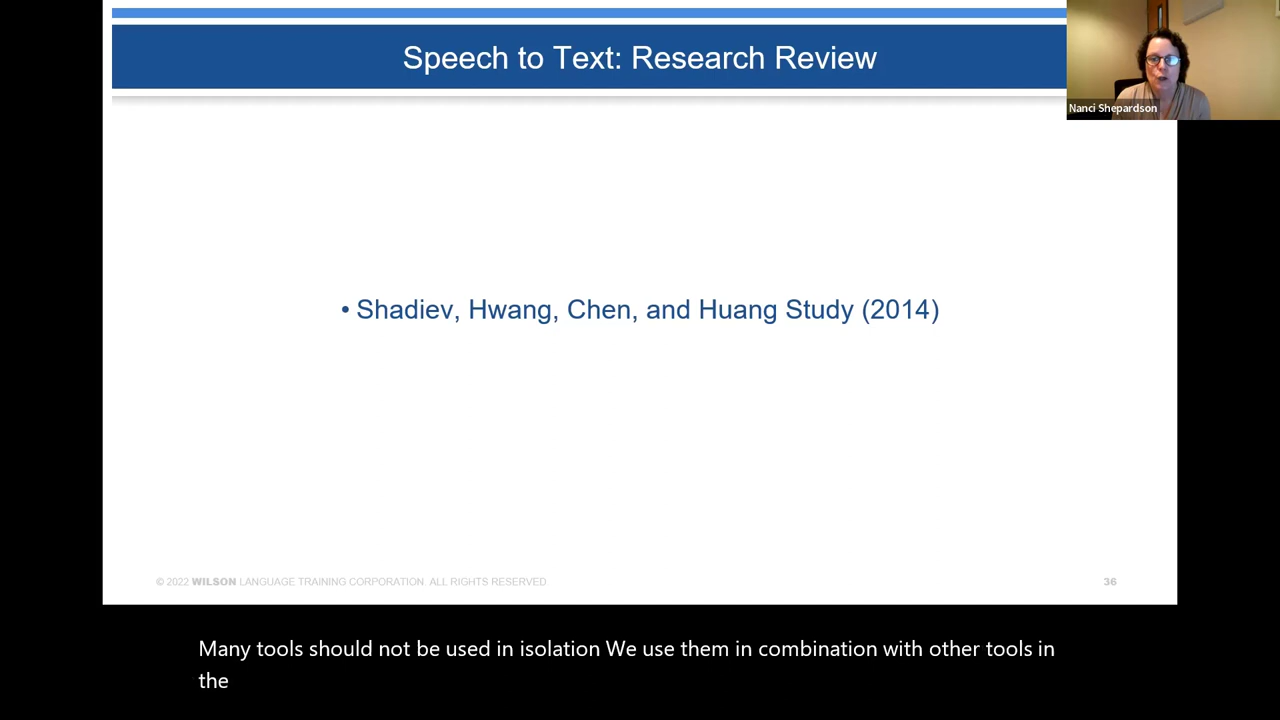 Speech to Text: Research Review
Nanci Shepardson
• Shadiev, Hwang, Chen, and Huang Study (2014)
© 2022 WILSON LANGUAGE TRAINING CORPORATION. ALL RIGHTS RESERVED
36
Many tools should not be used in isolation We use them in combination with other tools in
the